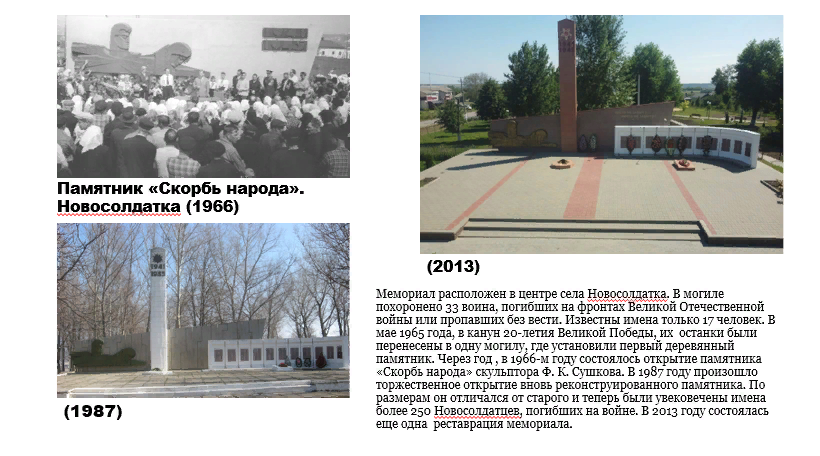 Памятник «Скорбь народа».
Новосолдатка (1966)
(1987)
(2013)
Мемориал расположен в центре села Новосолдатка. В могиле
похоронено 33 воина, погибших на фронтах Великой Отечественной
войны или пропавших без вести. Известны имена только 17 человек. В
мае 1965 года, в канун 20-летия Великой Победы, их  останки были
перенесены в одну могилу, где установили первый деревянный
памятник. Через год , в 1966-м году состоялось открытие памятника
«Скорбь народа» скульптора Ф. К. Сушкова. В 1987 году произошло
торжественное открытие вновь реконструированного памятника. По
размерам он отличался от старого и теперь были увековечены имена
более 250 Новосолдатцев, погибших на войне. В 2013 году состоялась
еще одна  реставрация мемориала.